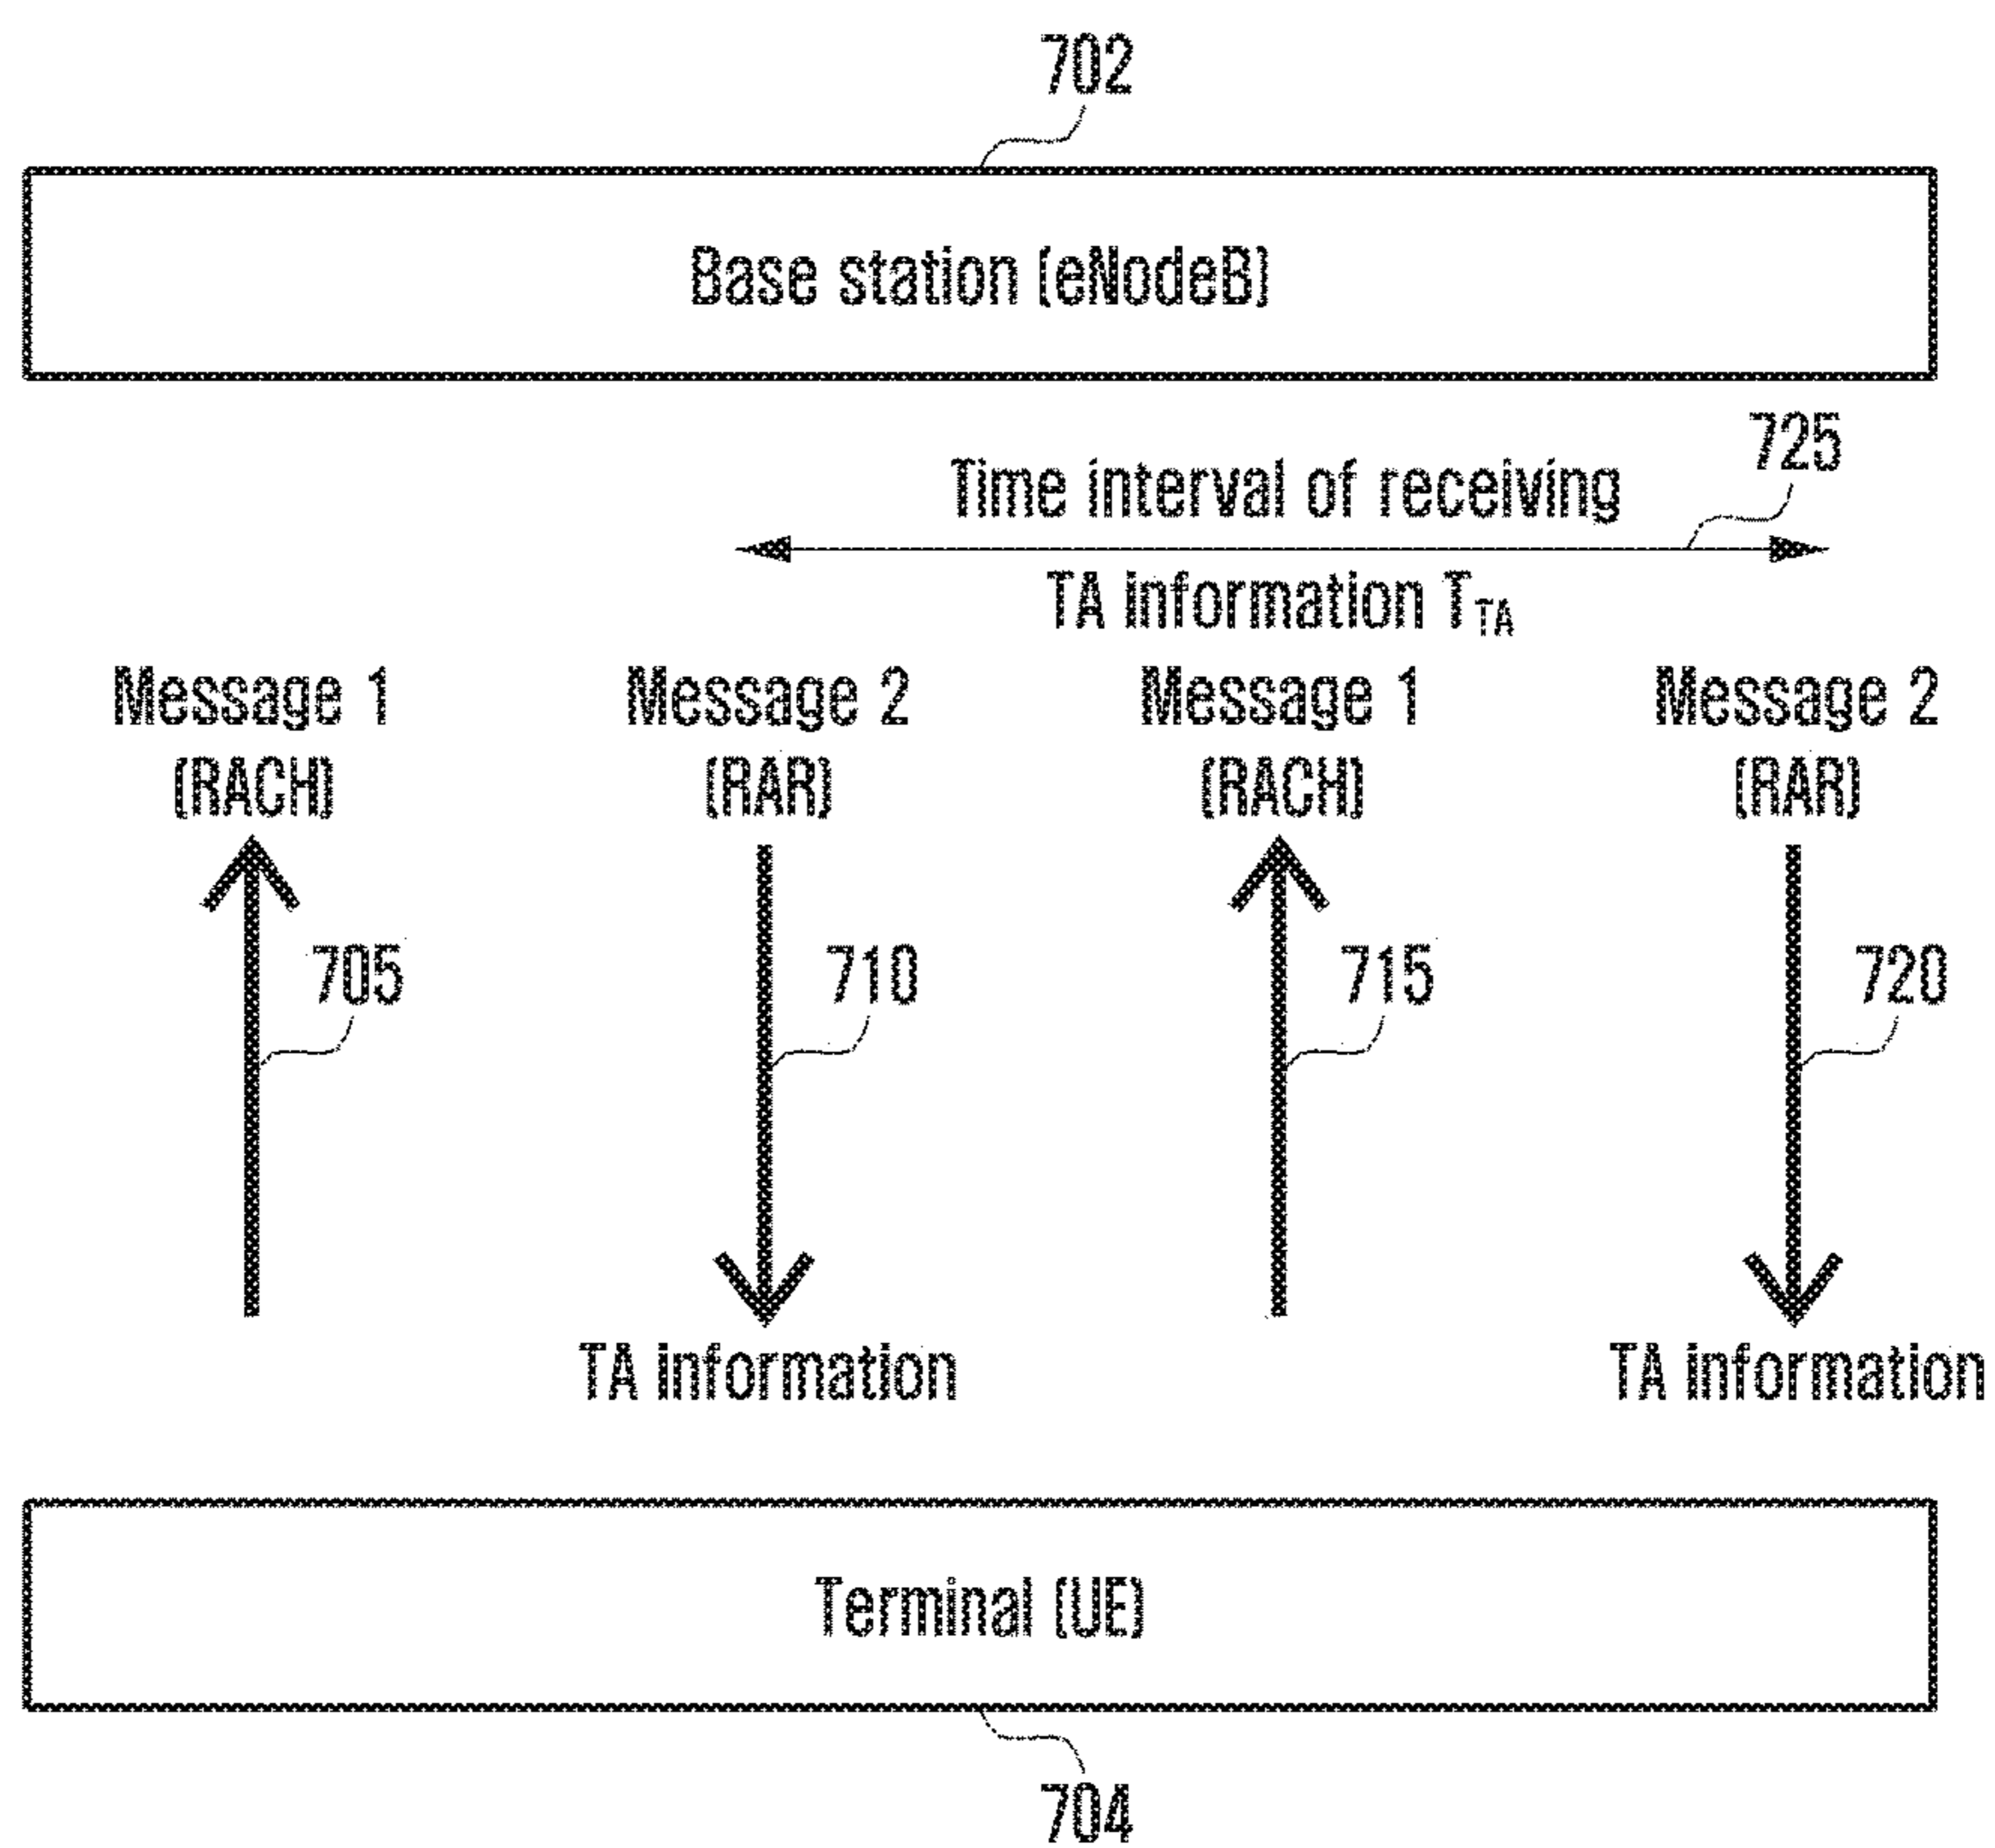 702
Base station (eNodeB)
725
Time interval of receiving
TA information T_TA
Message 1 Message 2 Message 1 Message 2
(RACH) (RAR) (RACH) (RAR)
705 710 715 720
TA information TA information
Terminal (UE)
704